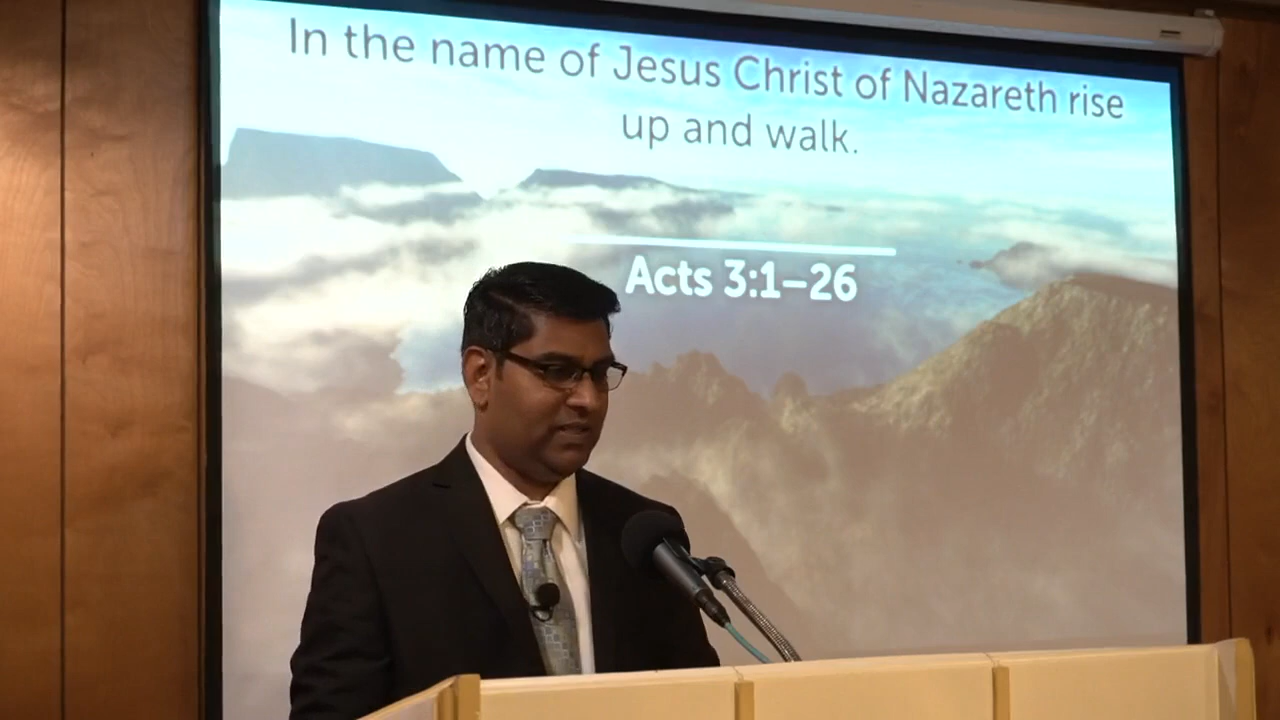 In the name of Jesus Christ of Nazareth rise
up and walk.
Acts 3:1–26